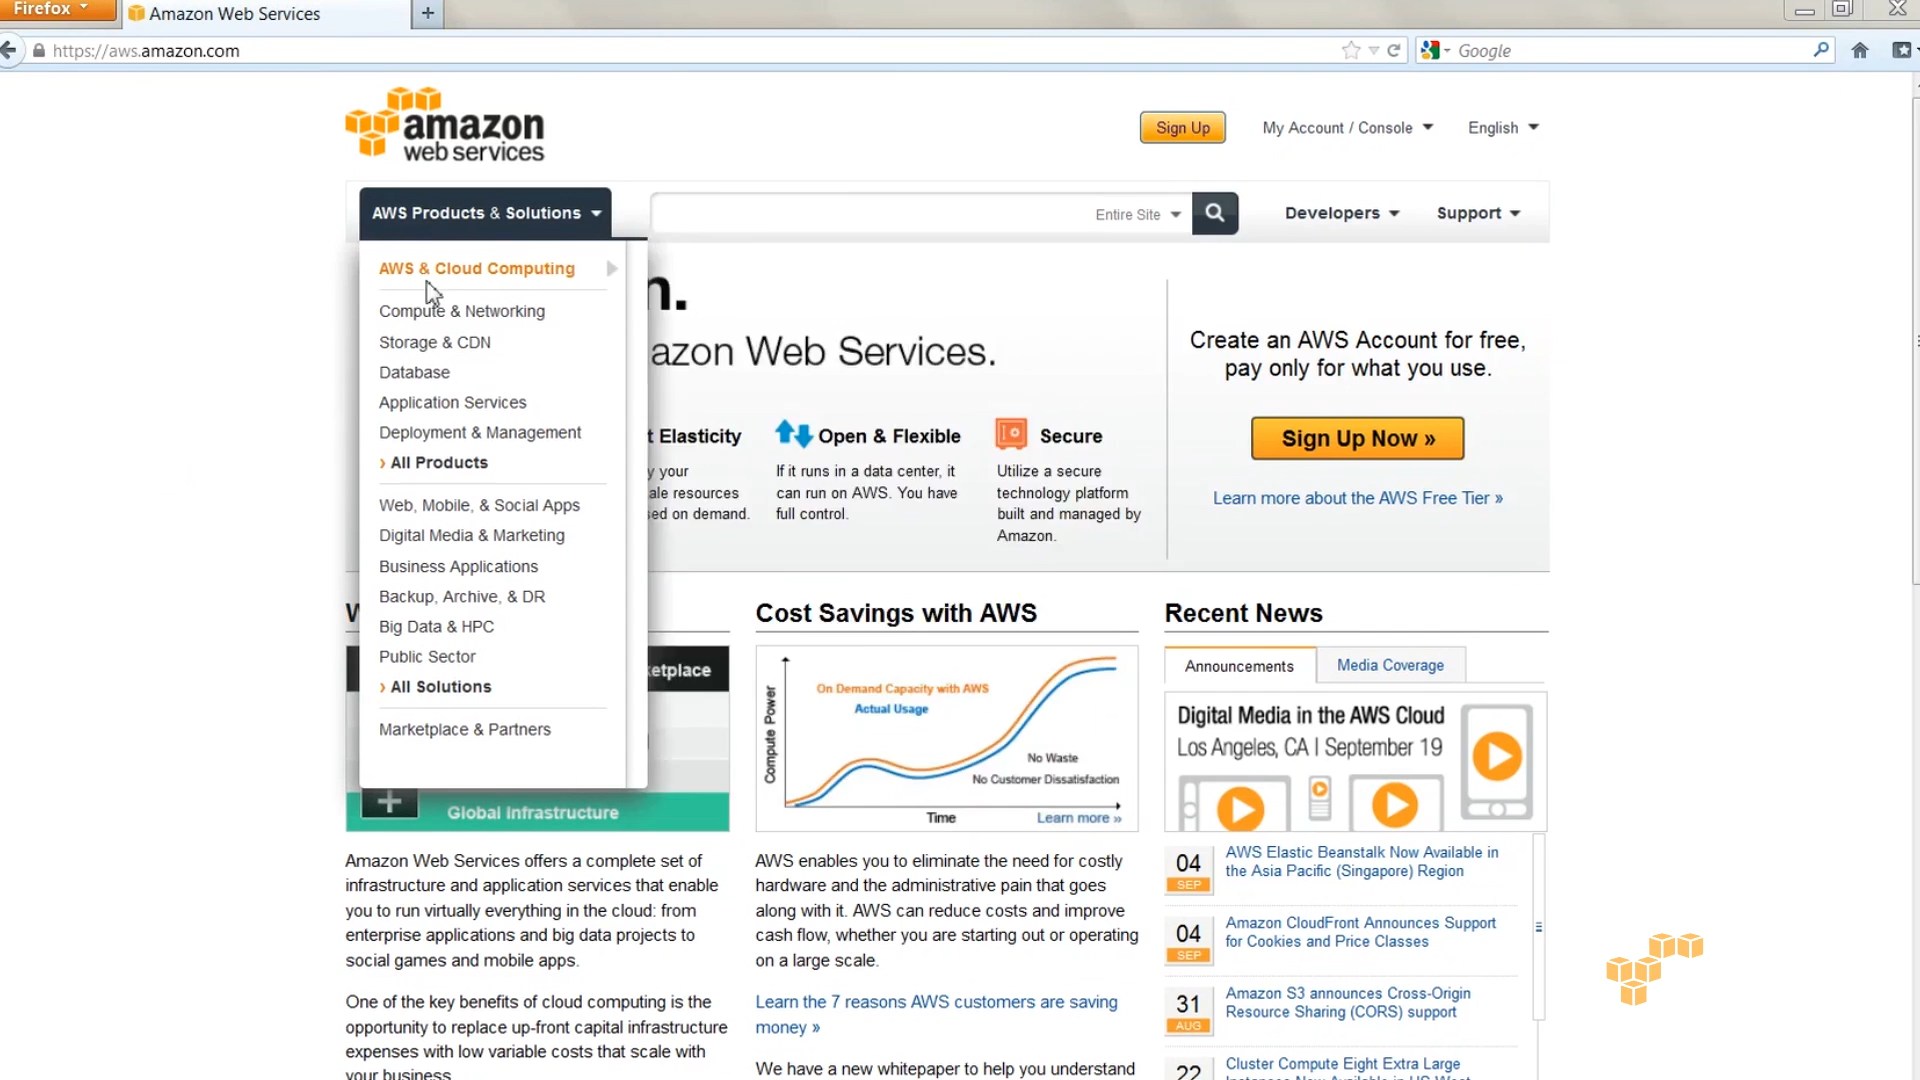 Firefox
Amazon Web Services
+
https://aws.amazon.com
Google
amazon
web services
Sign Up
My Account / Console
English
AWS Products & Solutions
Entire Site
Developers
Support
AWS & Cloud Computing
Compute & Networking
Storage & CDN
Database
Application Services
Deployment & Management
› All Products
Web, Mobile, & Social Apps
Digital Media & Marketing
Business Applications
Backup, Archive, & DR
Big Data & HPC
Public Sector
› All Solutions
Marketplace & Partners
n.
azon Web Services.
t Elasticity
y your
ale resources
sed on demand.
Open & Flexible
If it runs in a data center, it
can run on AWS. You have
full control.
Secure
Utilize a secure
technology platform
built and managed by
Amazon.
Create an AWS Account for free,
pay only for what you use.
Sign Up Now »
Learn more about the AWS Free Tier »
W
etplace
Global Infrastructure
Amazon Web Services offers a complete set of
infrastructure and application services that enable
you to run virtually everything in the cloud: from
enterprise applications and big data projects to
social games and mobile apps.
One of the key benefits of cloud computing is the
opportunity to replace up-front capital infrastructure
expenses with low variable costs that scale with
your business.
Cost Savings with AWS
Compute Power
On Demand Capacity with AWS
Actual Usage
No Waste
No Customer Dissatisfaction
Time
Learn more »
AWS enables you to eliminate the need for costly
hardware and the administrative pain that goes
along with it. AWS can reduce costs and improve
cash flow, whether you are starting out or operating
on a large scale.
Learn the 7 reasons AWS customers are saving
money »
We have a new whitepaper to help you understand
Recent News
Announcements
Media Coverage
Digital Media in the AWS Cloud
Los Angeles, CA | September 19
04
SEP
AWS Elastic Beanstalk Now Available in
the Asia Pacific (Singapore) Region
04
SEP
Amazon CloudFront Announces Support
for Cookies and Price Classes
31
AUG
Amazon S3 announces Cross-Origin
Resource Sharing (CORS) support
22
Cluster Compute Eight Extra Large
Instances Now Available in US West